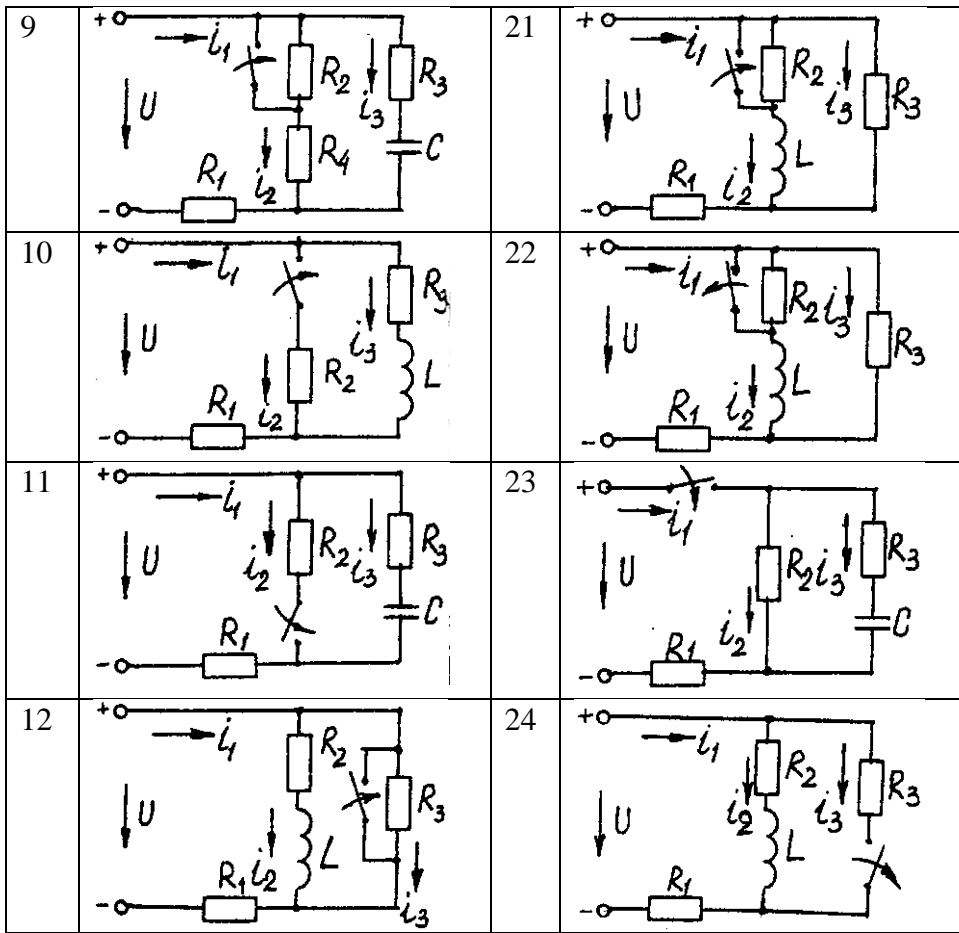 9
+
i1
R2
i3
R3
U
i2
R4
C
R1
-
21
+
i1
R2
i3
R3
U
L
R1
i2
-
10
+
i1
R3
i3
U
R2
L
i2
R1
-
22
+
i1
R2
i3
R3
U
L
R1
i2
-
11
+
i1
R2
R3
i2
i3
U
C
R1
-
23
+
i1
R3
R2
i3
U
i2
C
R1
-
12
+
i1
R2
R3
U
L
R1
i2
i3
-
24
+
i1
R2
R3
i2
i3
U
L
R1
-